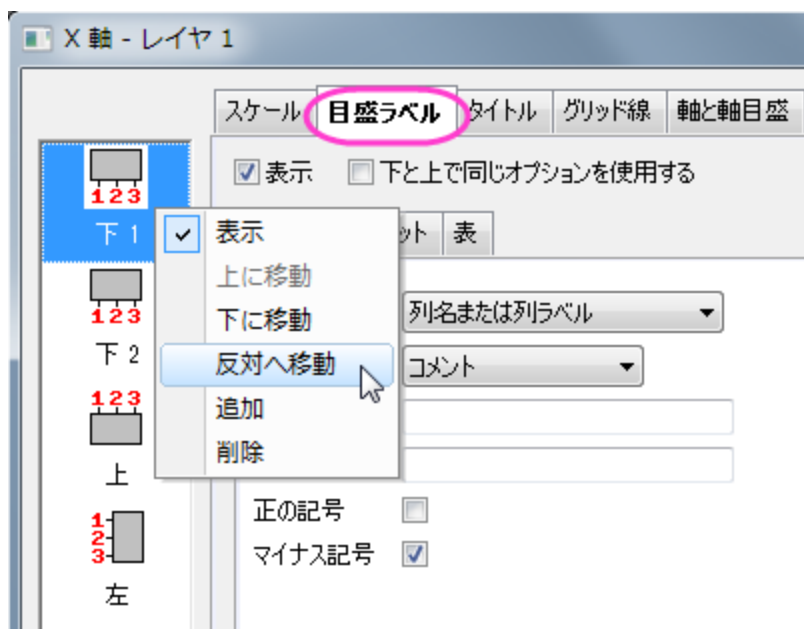 X 軸 - レイヤ 1
スケール 目盛ラベル タイトル グリッド線 軸と軸目盛
表示 下と上で同じオプションを使用する
123
下 1
表示
ット 表
上に移動
下に移動
列名または列ラベル
123
下 2
反対へ移動
コメント
追加
削除
123
上
正の記号
マイナス記号
1
2
3
左